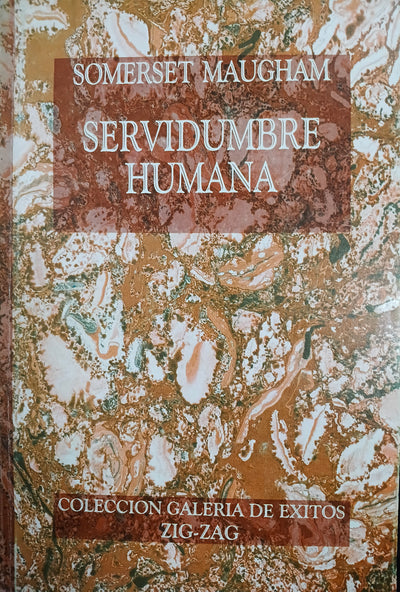 SOMERSET MAUGHAM
SERVIDUMBRE
HUMANA
COLECCION GALERIA DE EXITOS
ZIG-ZAG